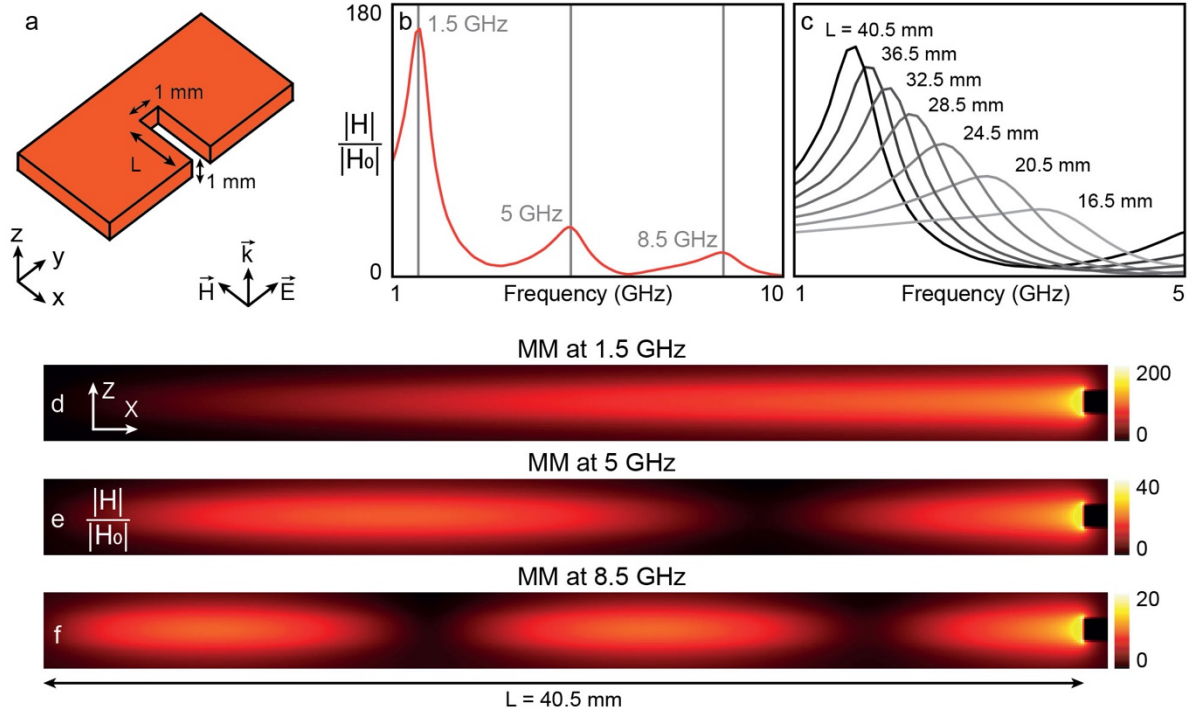 a
1 mm
L
1 mm
z
y
x
k
H
E
180
b
1.5 GHz
|H|
|H₀|
5 GHz
8.5 GHz
0
1
Frequency (GHz)
10
c
L = 40.5 mm
36.5 mm
32.5 mm
28.5 mm
24.5 mm
20.5 mm
16.5 mm
1
Frequency (GHz)
5
MM at 1.5 GHz
d
Z
X
200
0
MM at 5 GHz
e
|H|
|H₀|
40
0
MM at 8.5 GHz
f
20
0
L = 40.5 mm